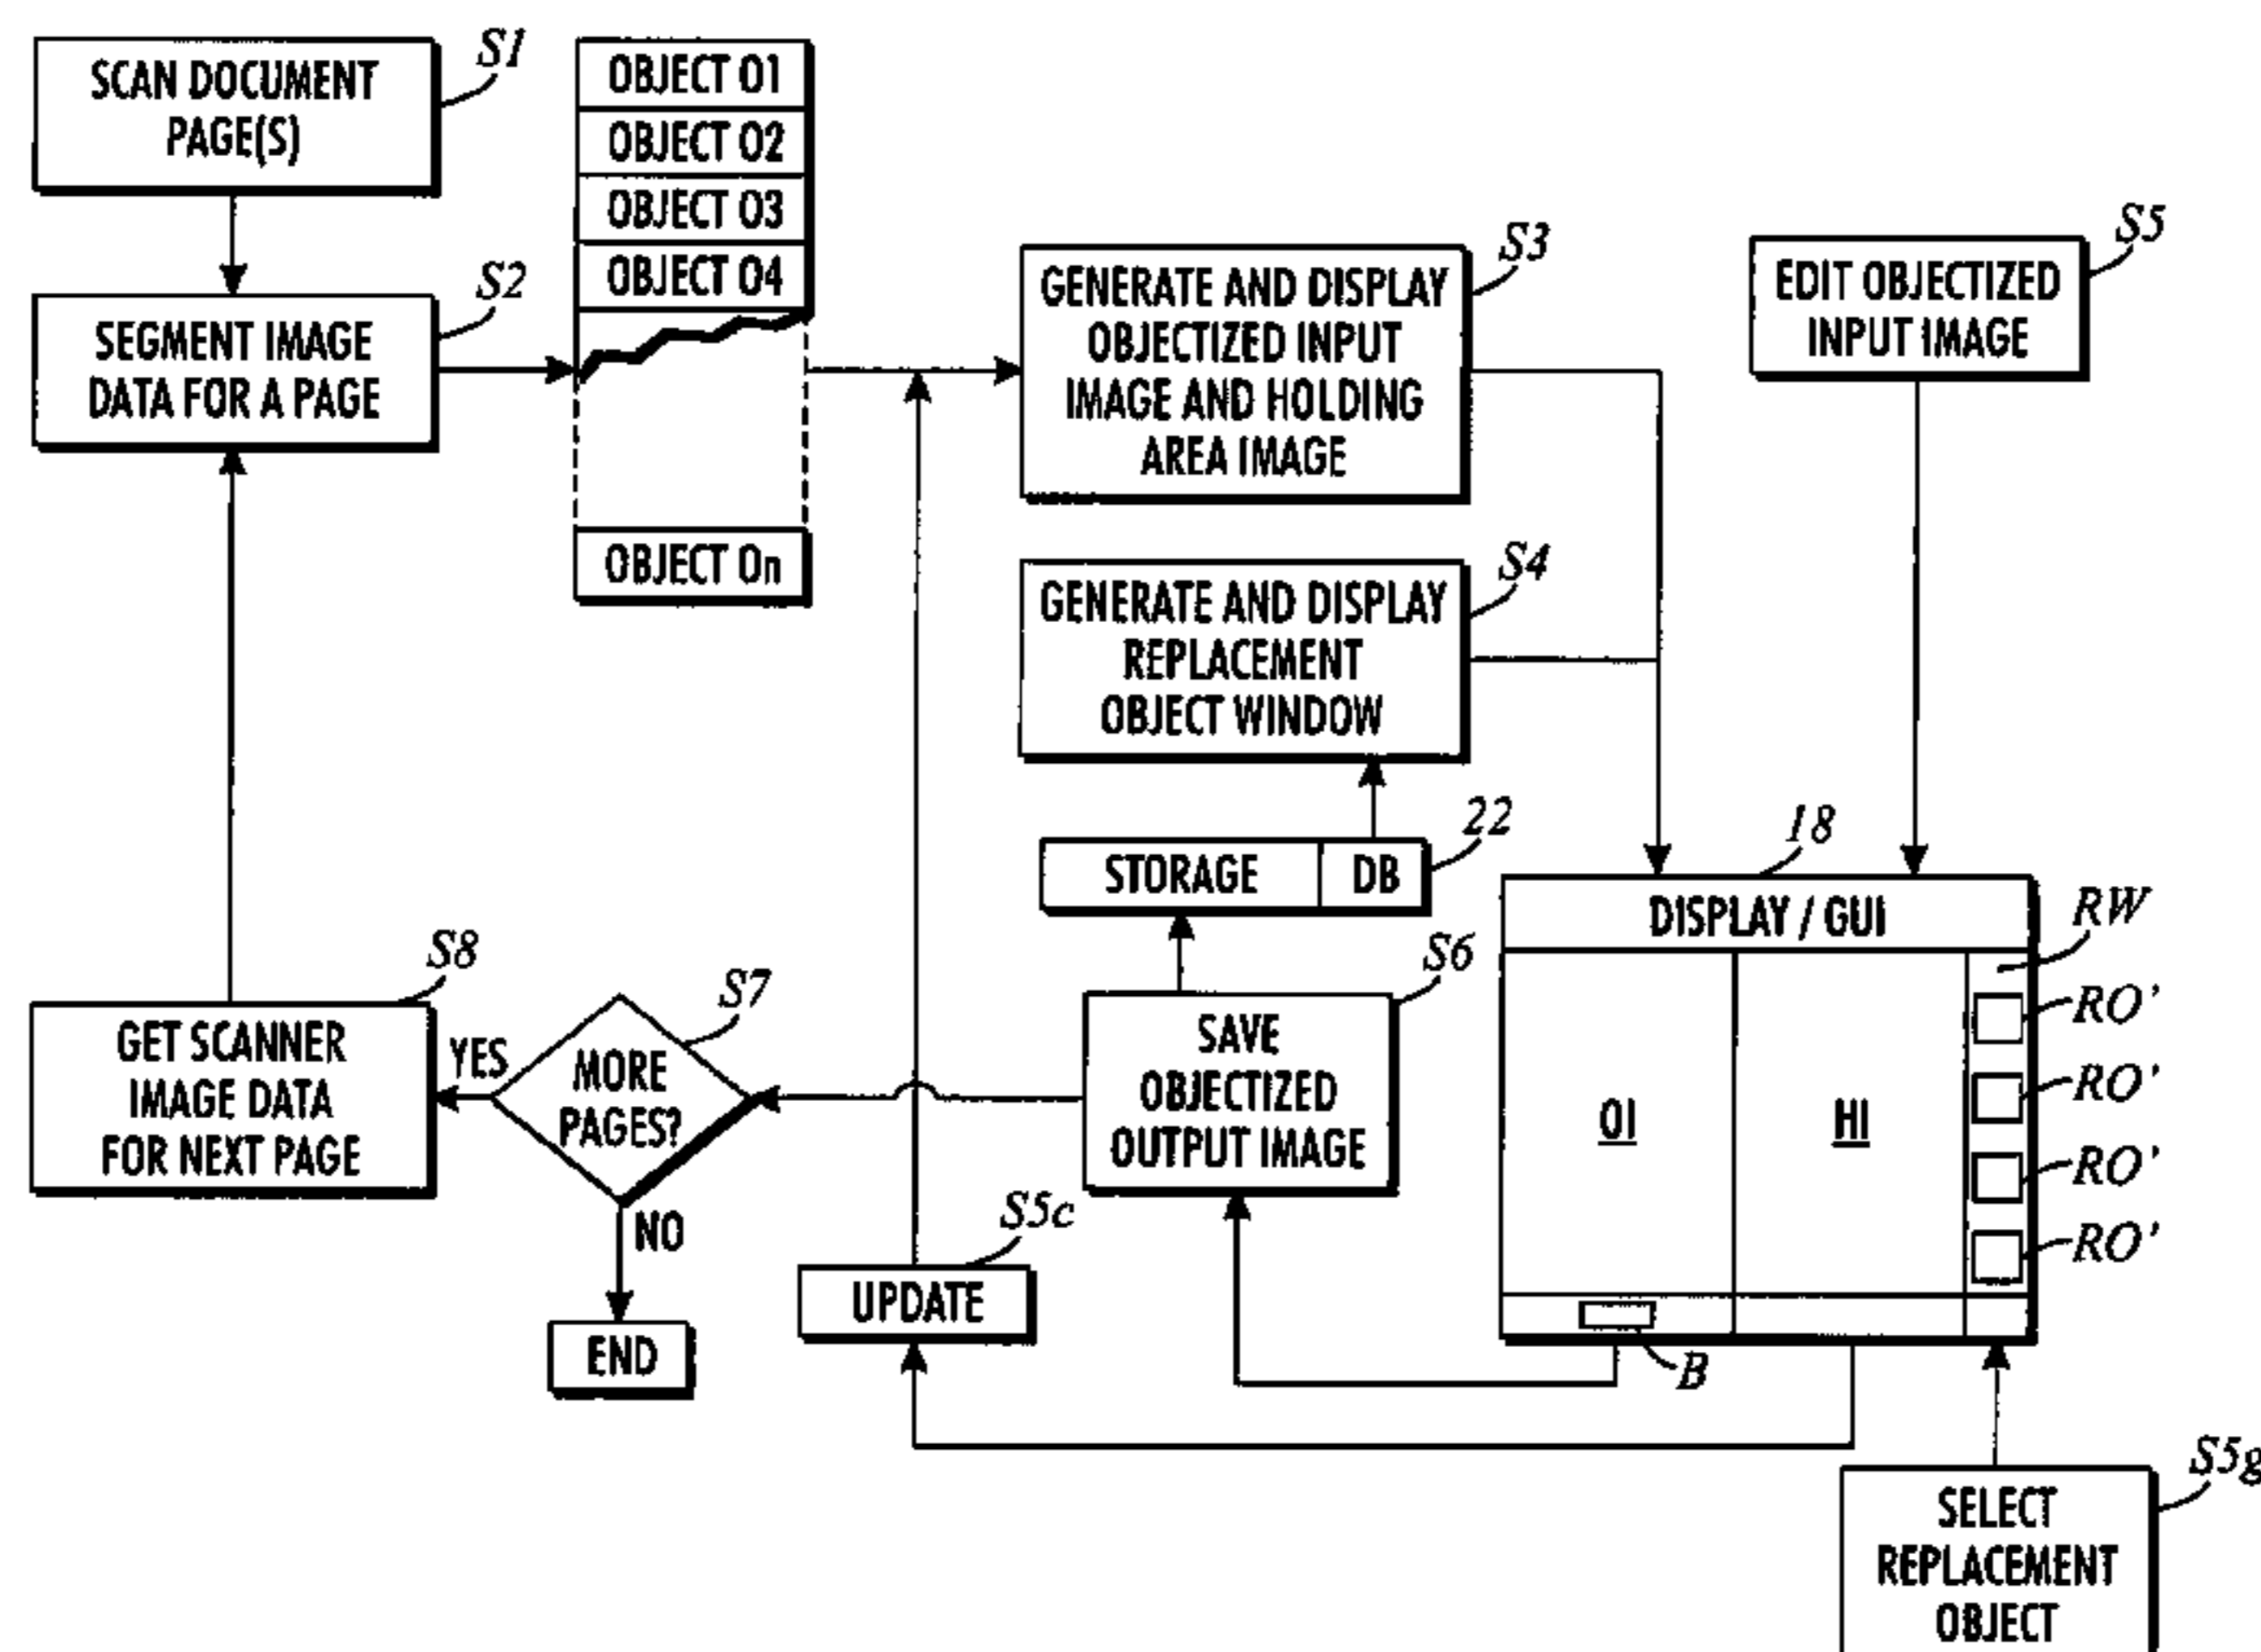 SCAN DOCUMENT
PAGE(S)
S1
SEGMENT IMAGE
DATA FOR A PAGE
S2
OBJECT O1
OBJECT O2
OBJECT O3
OBJECT O4
OBJECT On
GENERATE AND DISPLAY
OBJECTIZED INPUT
IMAGE AND HOLDING
AREA IMAGE
S3
EDIT OBJECTIZED
INPUT IMAGE
S5
GENERATE AND DISPLAY
REPLACEMENT
OBJECT WINDOW
S4
STORAGE
DB
22
18
DISPLAY / GUI
RW
RO'
RO'
RO'
RO'
OI
HI
B
SAVE
OBJECTIZED
OUTPUT IMAGE
S6
MORE
PAGES?
S7
YES
NO
END
GET SCANNER
IMAGE DATA
FOR NEXT PAGE
S8
UPDATE
S5c
SELECT
REPLACEMENT
OBJECT
S5g